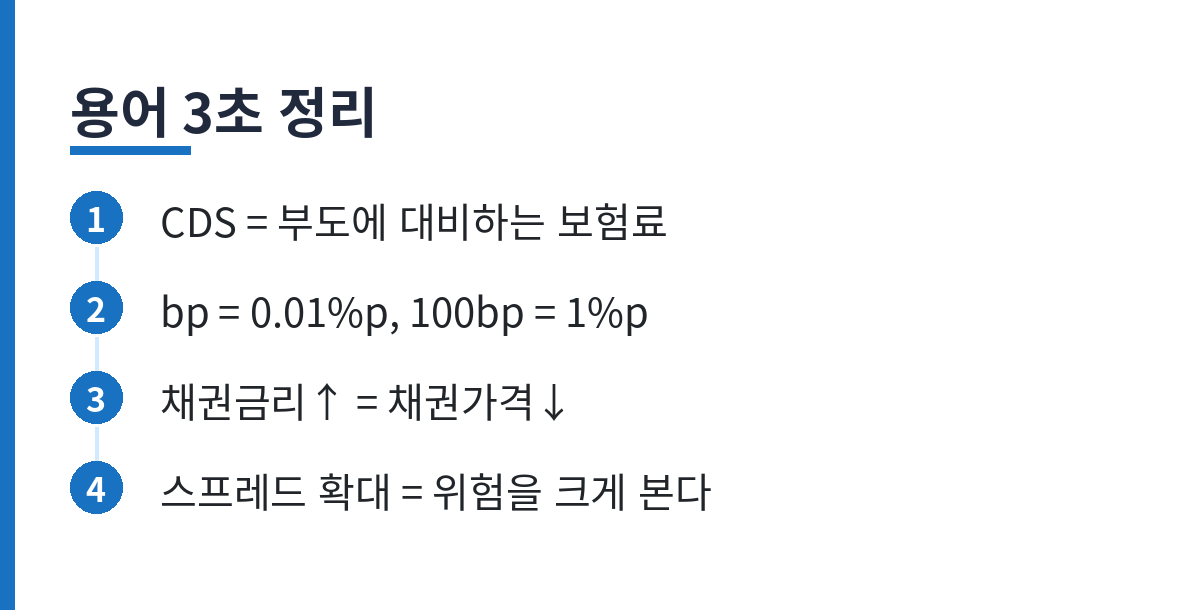 용어 3초 정리
1 CDS = 부도에 대비하는 보험료
2 bp = 0.01%p, 100bp = 1%p
3 채권금리↑ = 채권가격↓
4 스프레드 확대 = 위험을 크게 본다